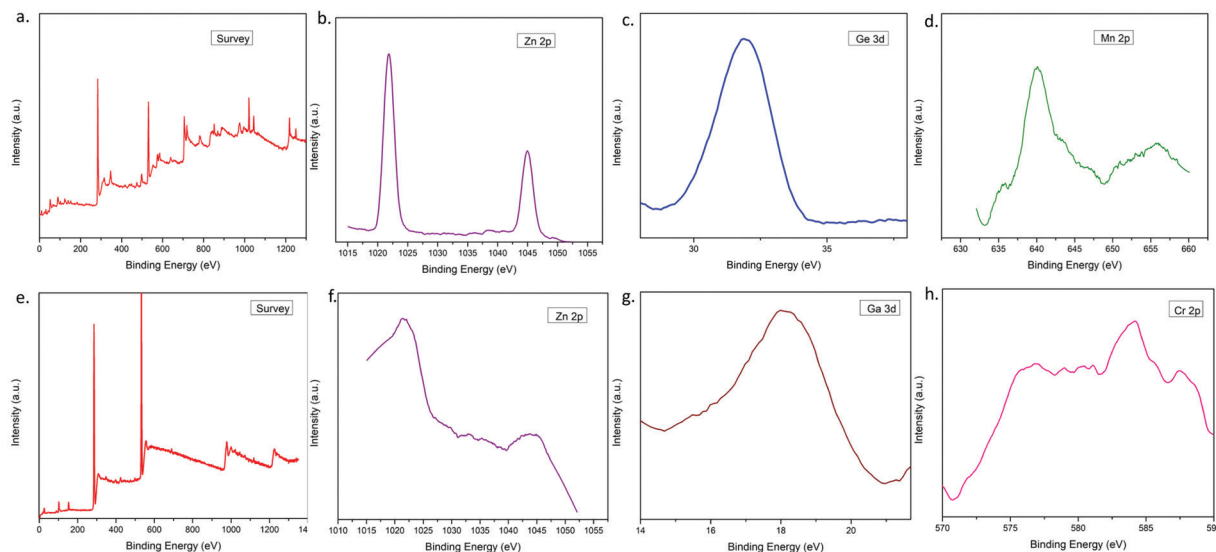 a.
Survey
Intensity (a.u.)
0 200 400 600 800 1000 1200
Binding Energy (eV)
b.
Zn 2p
Intensity (a.u.)
1015 1020 1025 1030 1035 1040 1045 1050 1055
Binding Energy (eV)
c.
Ge 3d
Intensity (a.u.)
30 35
Binding Energy (eV)
d.
Mn 2p
Intensity (a.u.)
630 635 640 645 650 655 660
Binding Energy (eV)
e.
Survey
Intensity (a.u.)
0 200 400 600 800 1000 1200 14
Binding Energy (eV)
f.
Zn 2p
Intensity (a.u.)
1010 1015 1020 1025 1030 1035 1040 1045 1050 1055
Binding Energy (eV)
g.
Ga 3d
Intensity (a.u.)
14 16 18 20
Binding Energy (eV)
h.
Cr 2p
Intensity (a.u.)
570 575 580 585 59
Binding Energy (eV)